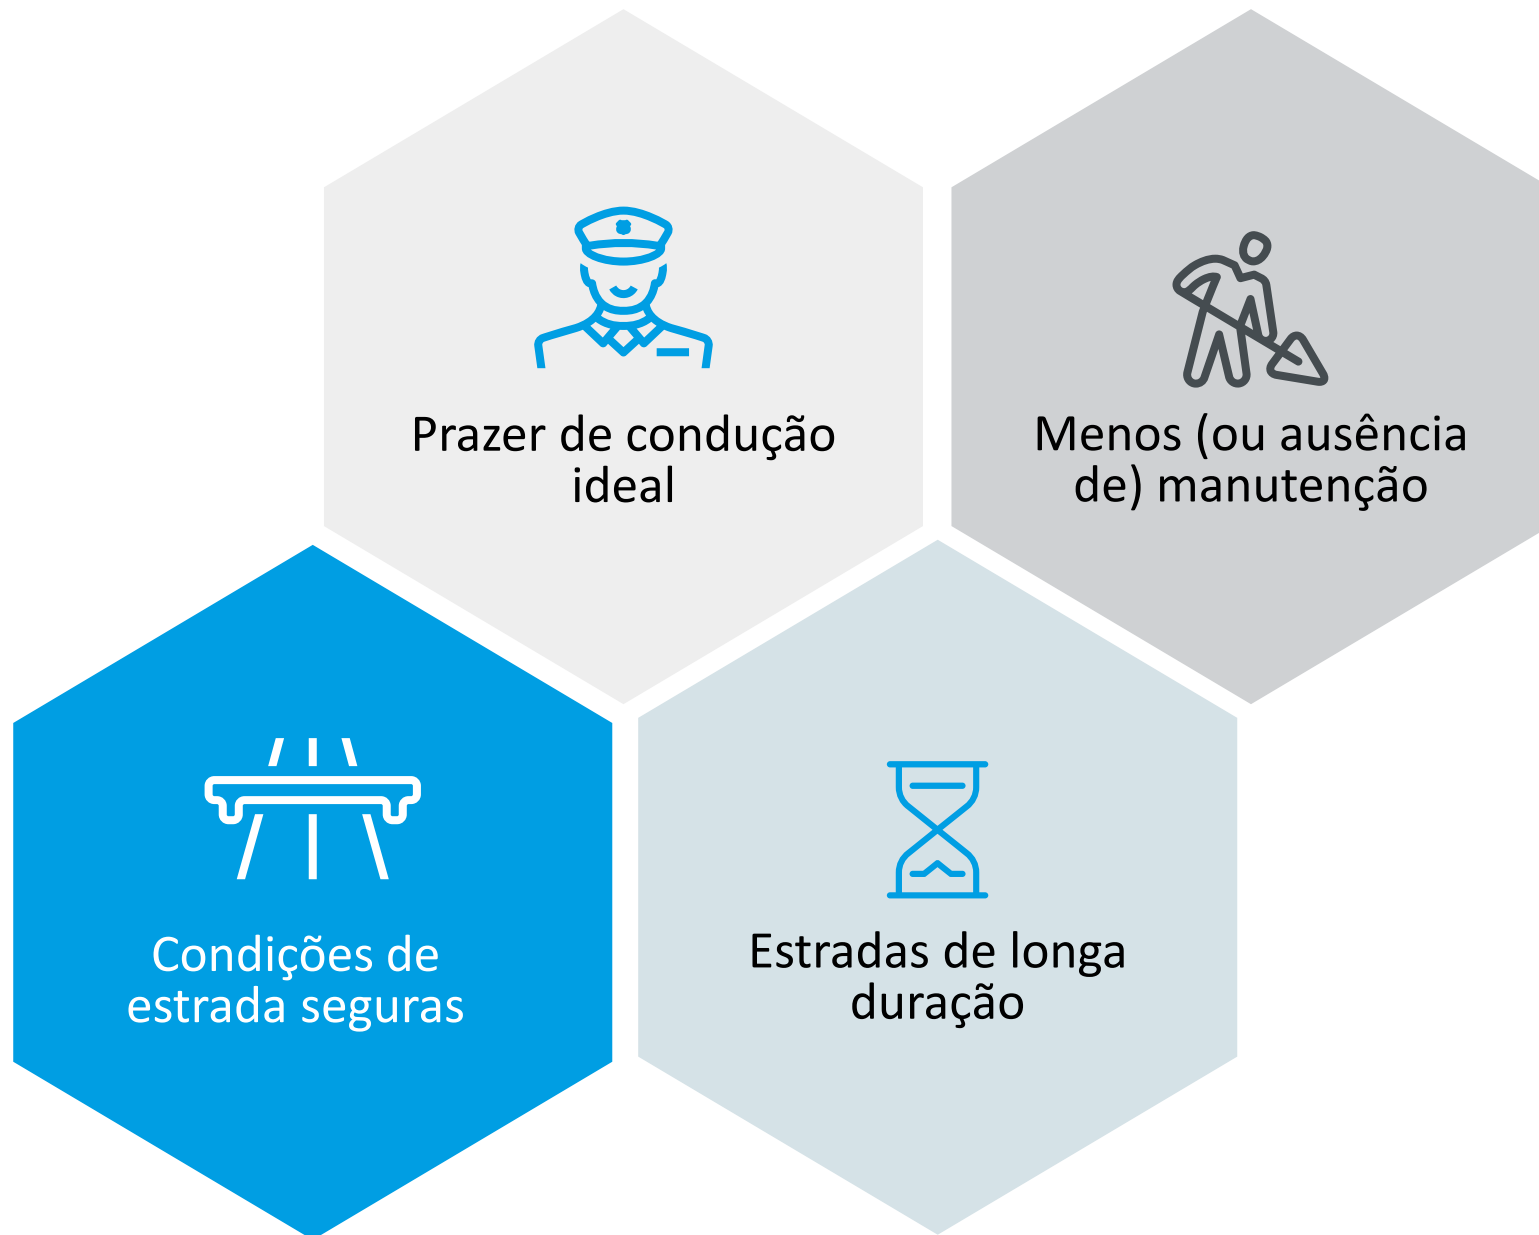 Prazer de condução
ideal
Menos (ou ausência
de) manutenção
Condições de
estrada seguras
Estradas de longa
duração